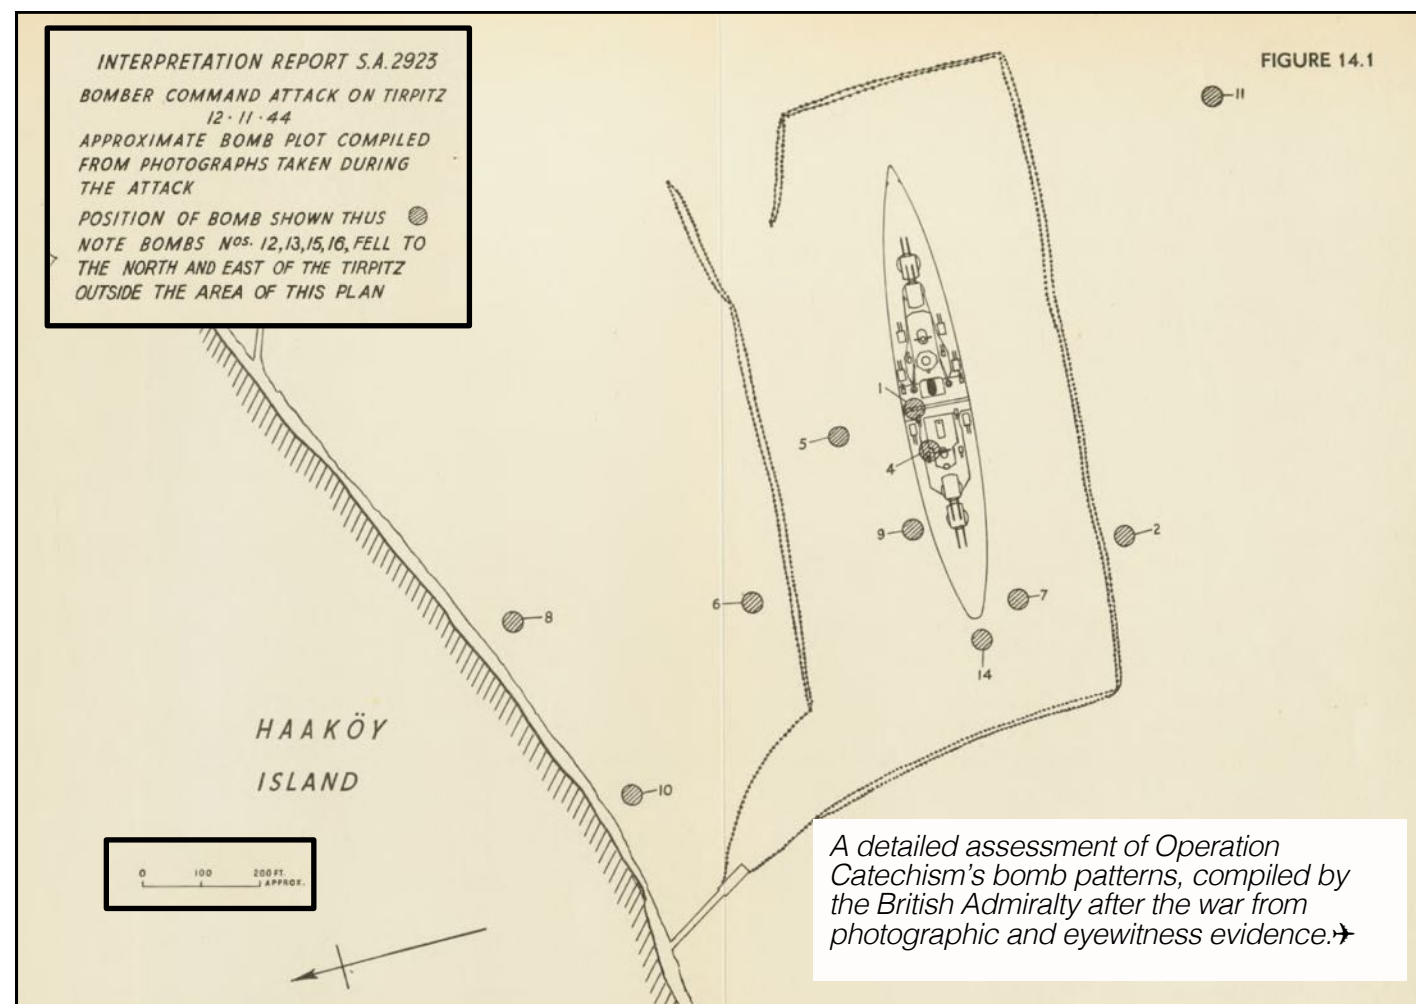 INTERPRETATION REPORT S.A.2923
BOMBER COMMAND ATTACK ON TIRPITZ
12·11·44
APPROXIMATE BOMB PLOT COMPILED
FROM PHOTOGRAPHS TAKEN DURING
THE ATTACK
POSITION OF BOMB SHOWN THUS
NOTE BOMBS Nos. 12,13,15,16, FELL TO
THE NORTH AND EAST OF THE TIRPITZ
OUTSIDE THE AREA OF THIS PLAN
FIGURE 14.1
11
1
5
4
9
2
6
7
8
14
HAAKÖY
ISLAND
10
0 100 200 FT.
APPROX.
A detailed assessment of Operation
Catechism's bomb patterns, compiled by
the British Admiralty after the war from
photographic and eyewitness evidence.